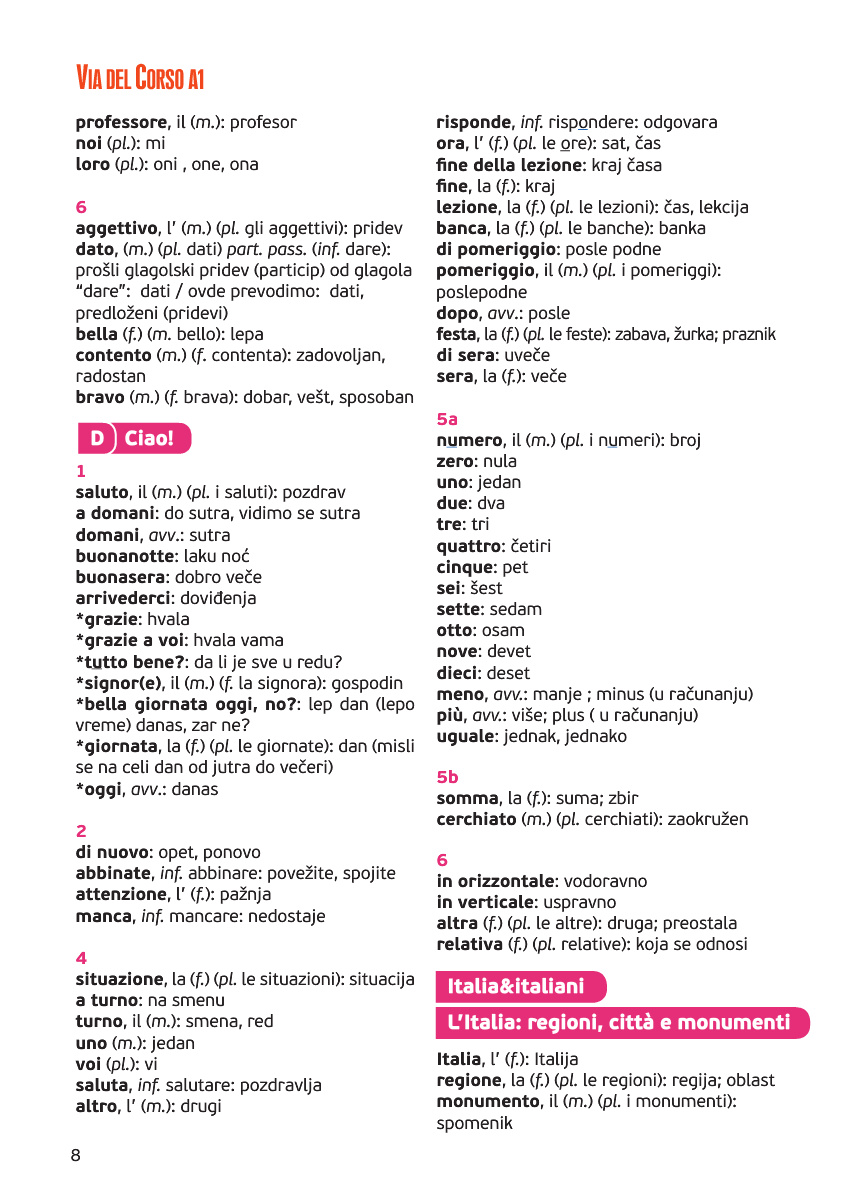 VIA DEL CORSO A1
professore, il (m.): profesor
noi (pl.): mi
loro (pl.): oni , one, ona
6
aggettivo, l’ (m.) (pl. gli aggettivi): pridev
dato, (m.) (pl. dati) part. pass. (inf. dare):
prošli glagolski pridev (particip) od glagola
“dare”: dati / ovde prevodimo: dati,
predloženi (pridevi)
bella (f.) (m. bello): lepa
contento (m.) (f. contenta): zadovoljan,
radostan
bravo (m.) (f. brava): dobar, vešt, sposoban
D Ciao!
1
saluto, il (m.) (pl. i saluti): pozdrav
a domani: do sutra, vidimo se sutra
domani, avv.: sutra
buonanotte: laku noć
buonasera: dobro veče
arrivederci: doviđenja
*grazie: hvala
*grazie a voi: hvala vama
*tutto bene?: da li je sve u redu?
*signor(e), il (m.) (f. la signora): gospodin
*bella giornata oggi, no?: lep dan (lepo
vreme) danas, zar ne?
*giornata, la (f.) (pl. le giornate): dan (misli
se na celi dan od jutra do večeri)
*oggi, avv.: danas
2
di nuovo: opet, ponovo
abbinate, inf. abbinare: povežite, spojite
attenzione, l’ (f.): pažnja
manca, inf. mancare: nedostaje
4
situazione, la (f.) (pl. le situazioni): situacija
a turno: na smenu
turno, il (m.): smena, red
uno (m.): jedan
voi (pl.): vi
saluta, inf. salutare: pozdravlja
altro, l’ (m.): drugi
risponde, inf. rispondere: odgovara
ora, l’ (f.) (pl. le ore): sat, čas
fine della lezione: kraj časa
fine, la (f.): kraj
lezione, la (f.) (pl. le lezioni): čas, lekcija
banca, la (f.) (pl. le banche): banka
di pomeriggio: posle podne
pomeriggio, il (m.) (pl. i pomeriggi):
poslepodne
dopo, avv.: posle
festa, la (f.) (pl. le feste): zabava, žurka; praznik
di sera: uveče
sera, la (f.): veče
5a
numero, il (m.) (pl. i numeri): broj
zero: nula
uno: jedan
due: dva
tre: tri
quattro: četiri
cinque: pet
sei: šest
sette: sedam
otto: osam
nove: devet
dieci: deset
meno, avv.: manje ; minus (u računanju)
più, avv.: više; plus ( u računanju)
uguale: jednak, jednako
5b
somma, la (f.): suma; zbir
cerchiato (m.) (pl. cerchiati): zaokružen
6
in orizzontale: vodoravno
in verticale: uspravno
altra (f.) (pl. le altre): druga; preostala
relativa (f.) (pl. relative): koja se odnosi
Italia&italiani
L’Italia: regioni, città e monumenti
Italia, l’ (f.): Italija
regione, la (f.) (pl. le regioni): regija; oblast
monumento, il (m.) (pl. i monumenti):
spomenik
8